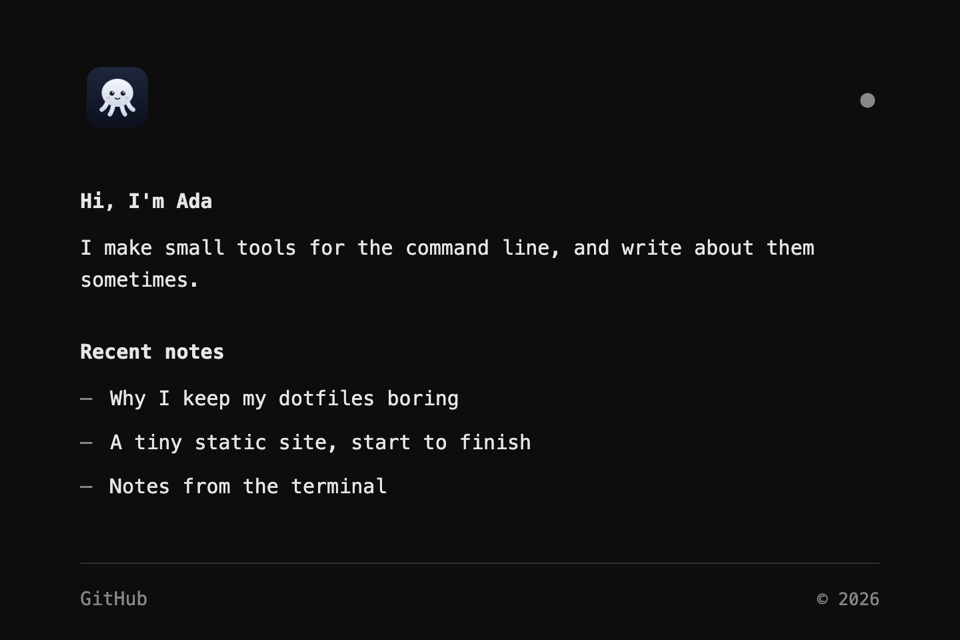 Hi, I'm Ada
I make small tools for the command line, and write about them
sometimes.
Recent notes
— Why I keep my dotfiles boring
— A tiny static site, start to finish
— Notes from the terminal
GitHub
© 2026